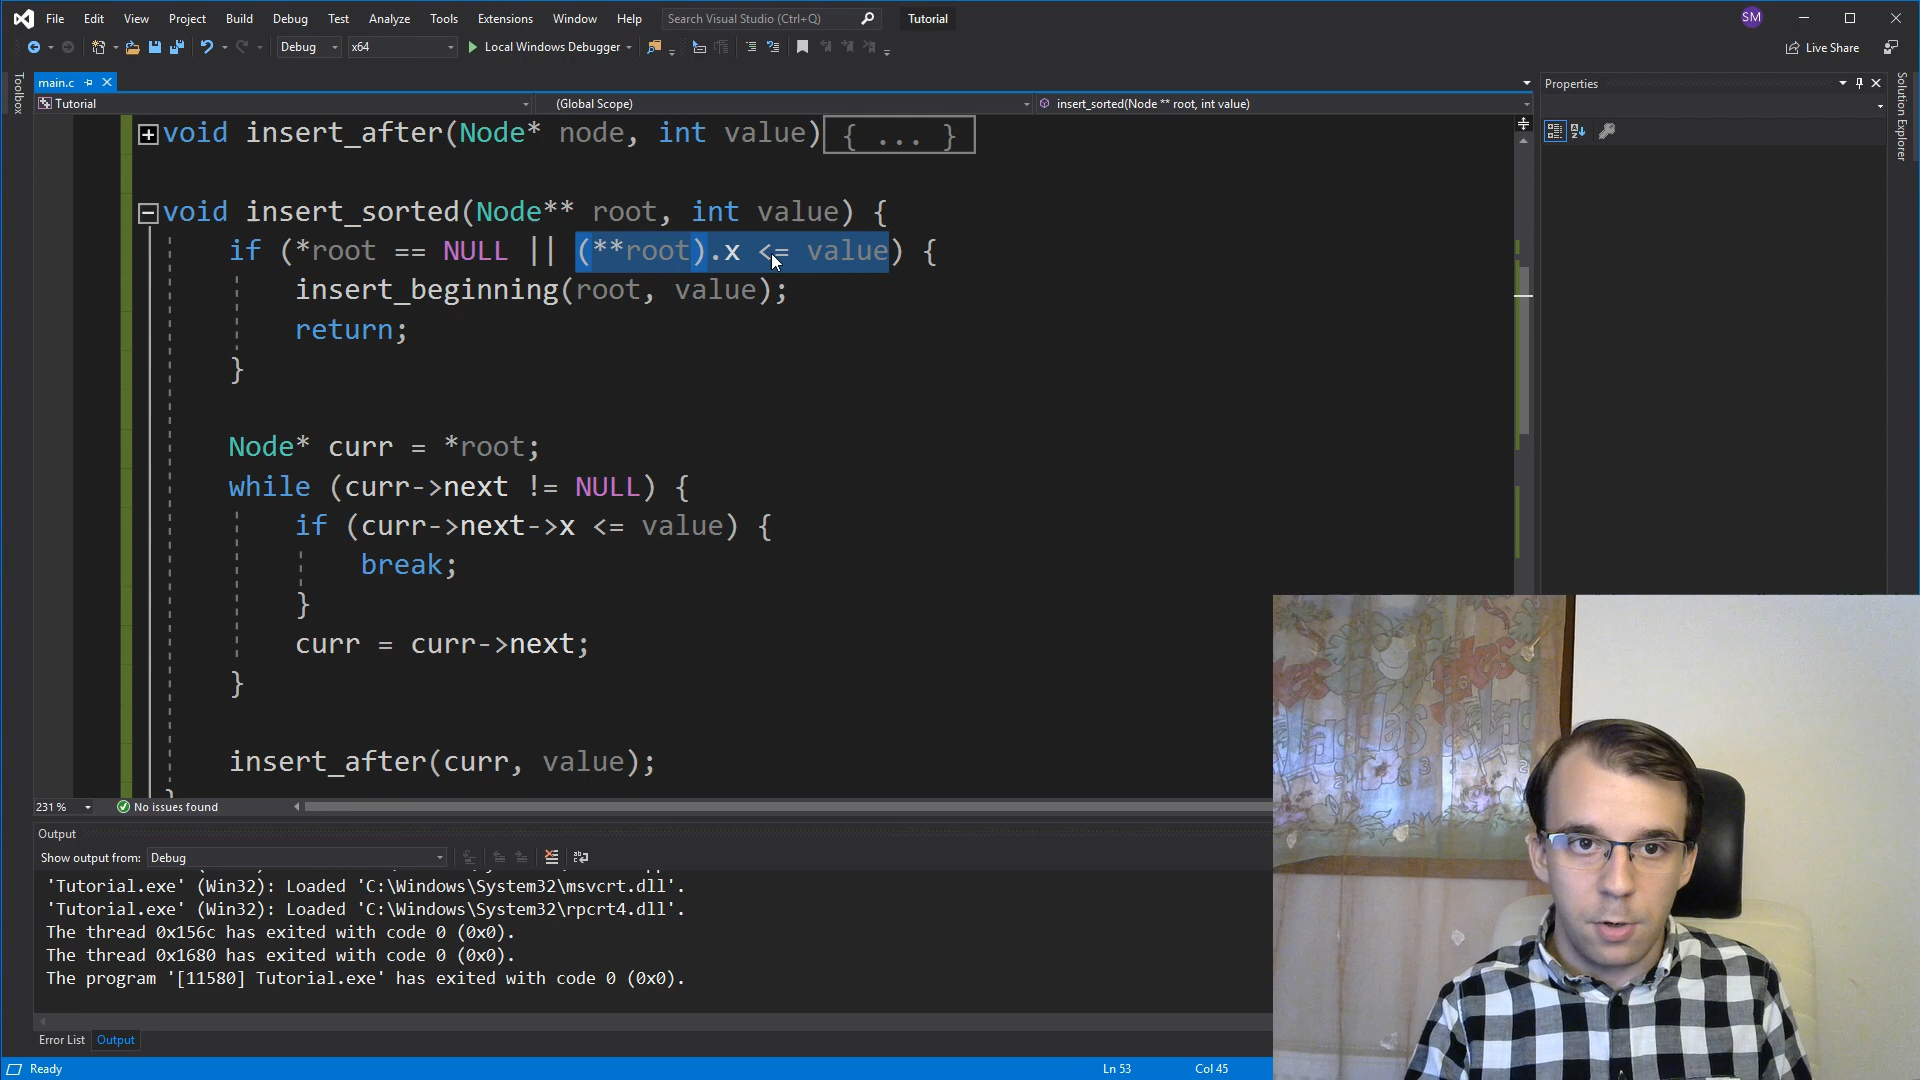 File Edit View Project Build Debug Test Analyze Tools Extensions Window Help Search Visual Studio (Ctrl+Q) Tutorial SM
Debug x64 Local Windows Debugger Live Share
Toolbox
main.c
Properties
Solution Explorer
Tutorial (Global Scope) insert_sorted(Node ** root, int value)
void insert_after(Node* node, int value) { ... }
void insert_sorted(Node** root, int value) {
if (*root == NULL || (**root).x <= value) {
insert_beginning(root, value);
return;
}
Node* curr = *root;
while (curr->next != NULL) {
if (curr->next->x <= value) {
break;
}
curr = curr->next;
}
insert_after(curr, value);
}
231 % No issues found
Output
Show output from: Debug
'Tutorial.exe' (Win32): Loaded 'C:\Windows\System32\msvcrt.dll'.
'Tutorial.exe' (Win32): Loaded 'C:\Windows\System32\rpcrt4.dll'.
The thread 0x156c has exited with code 0 (0x0).
The thread 0x1680 has exited with code 0 (0x0).
The program '[11580] Tutorial.exe' has exited with code 0 (0x0).
Error List Output
Ready Ln 53 Col 45